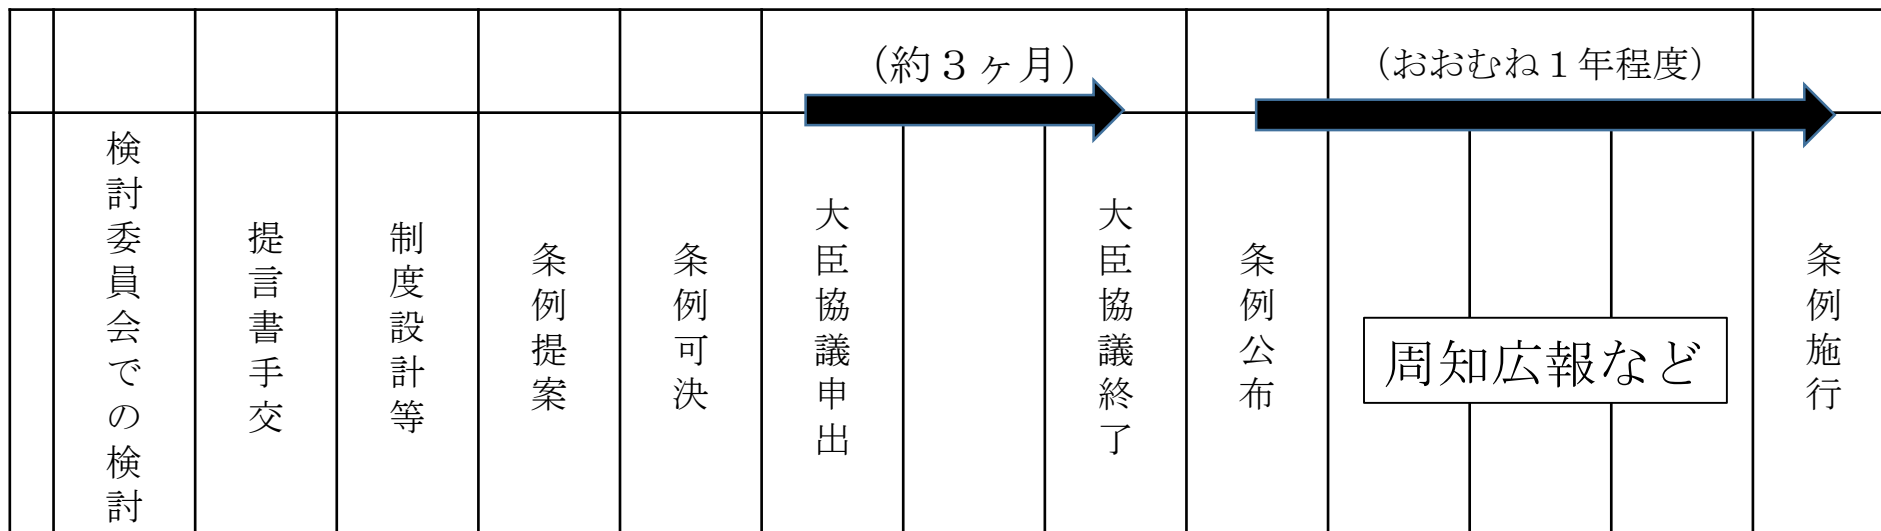 （約３ヶ月）
（おおむね１年程度）
検討委員会での検討
提言書手交
制度設計等
条例提案
条例可決
大臣協議申出
大臣協議終了
条例公布
周知広報など
条例施行